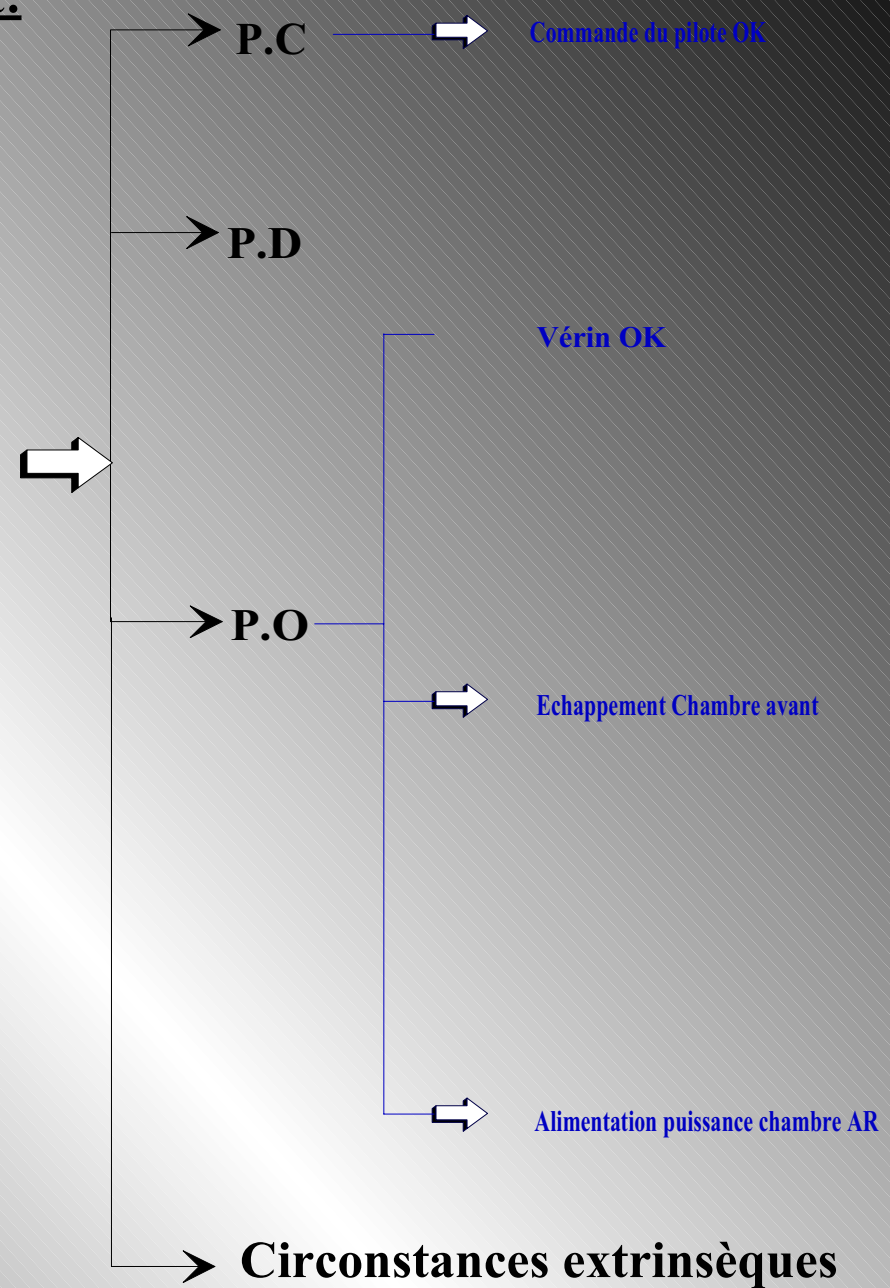 P.C
Commande du pilote OK
P.D
Vérin OK
P.O
Echappement Chambre avant
Alimentation puissance chambre AR
Circonstances extrinsèques